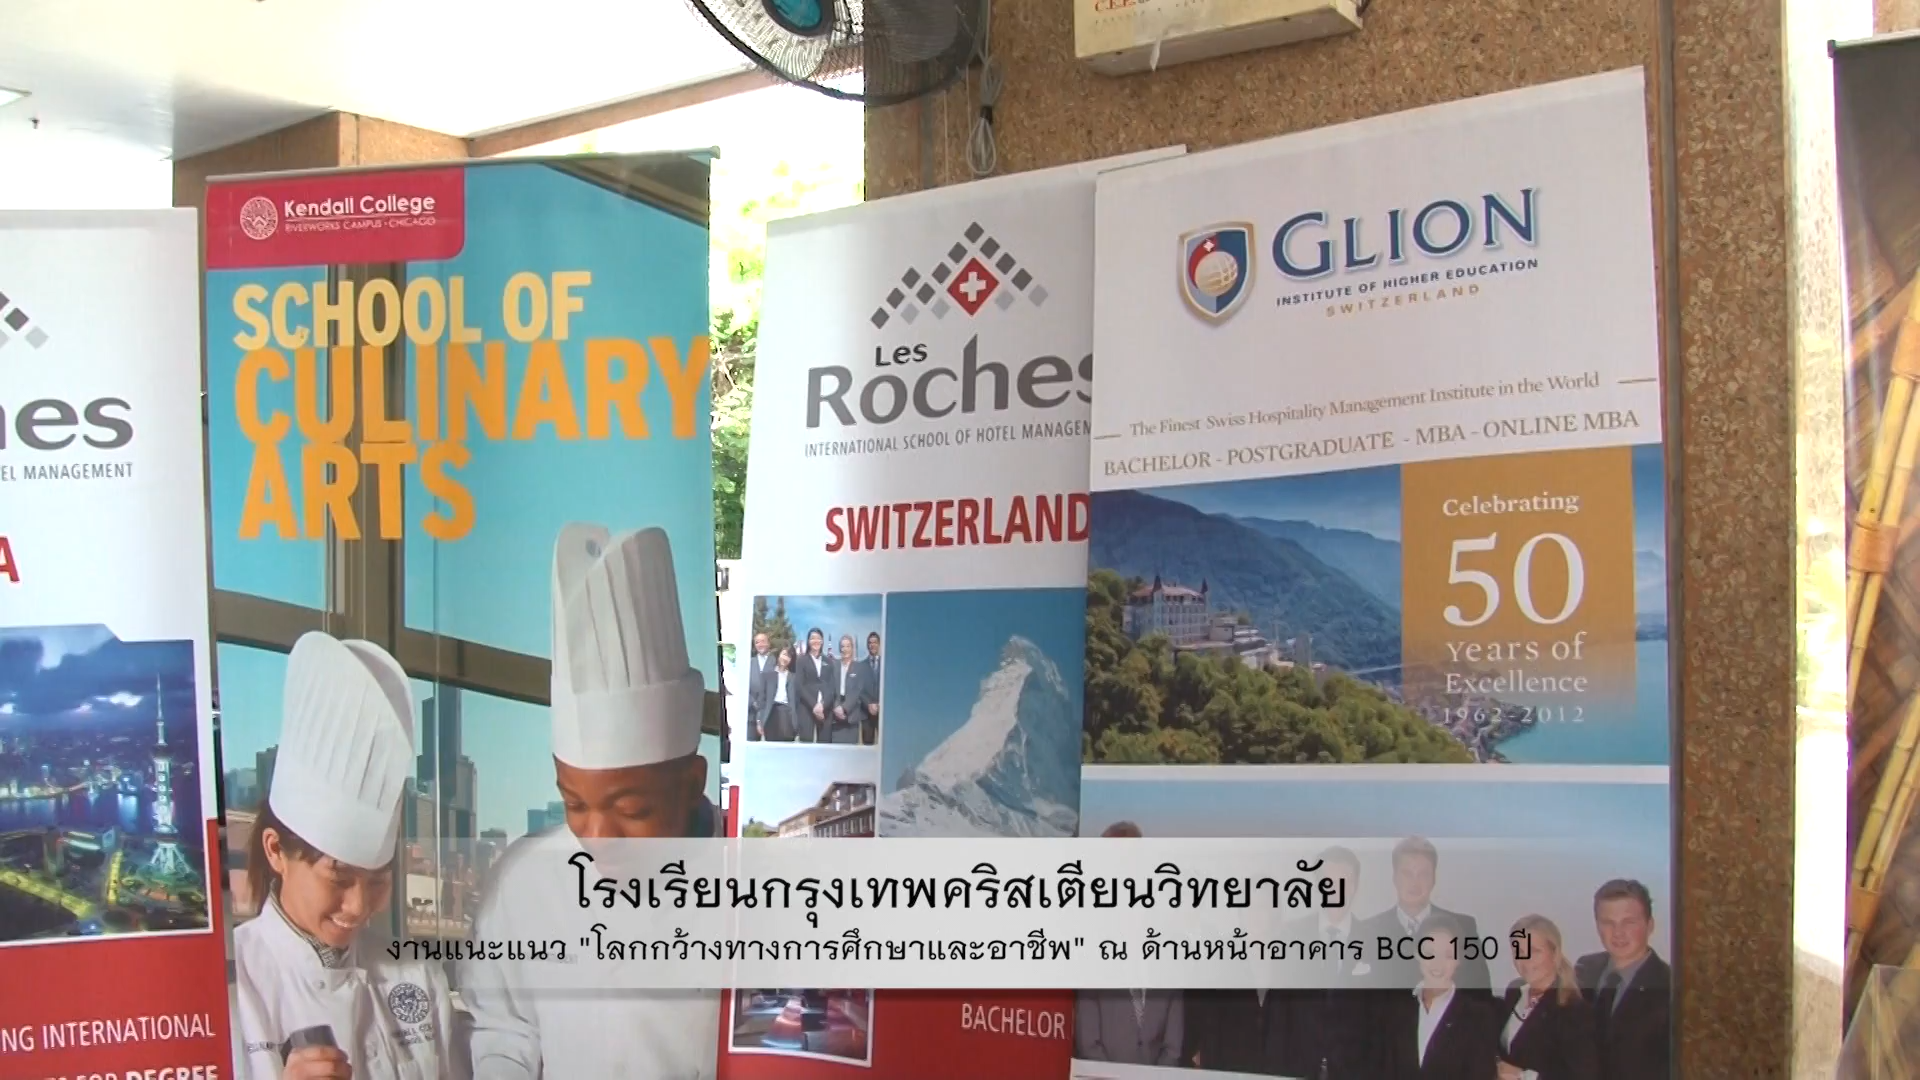 Kendall College
RIVERWORKS CAMPUS · CHICAGO
SCHOOL OF
CULINARY
ARTS
es
EL MANAGEMENT
A
NG INTERNATIONAL
DEGREE
Les
Roches
INTERNATIONAL SCHOOL OF HOTEL MANAGEM
SWITZERLAND
BACHELOR
GLION
INSTITUTE OF HIGHER EDUCATION
SWITZERLAND
The Finest Swiss Hospitality Management Institute in the World
BACHELOR - POSTGRADUATE - MBA - ONLINE MBA
Celebrating
50
Years of
Excellence
1962-2012
โรงเรียนกรุงเทพคริสเตียนวิทยาลัย
งานแนะแนว "โลกกว้างทางการศึกษาและอาชีพ" ณ ด้านหน้าอาคาร BCC 150 ปี